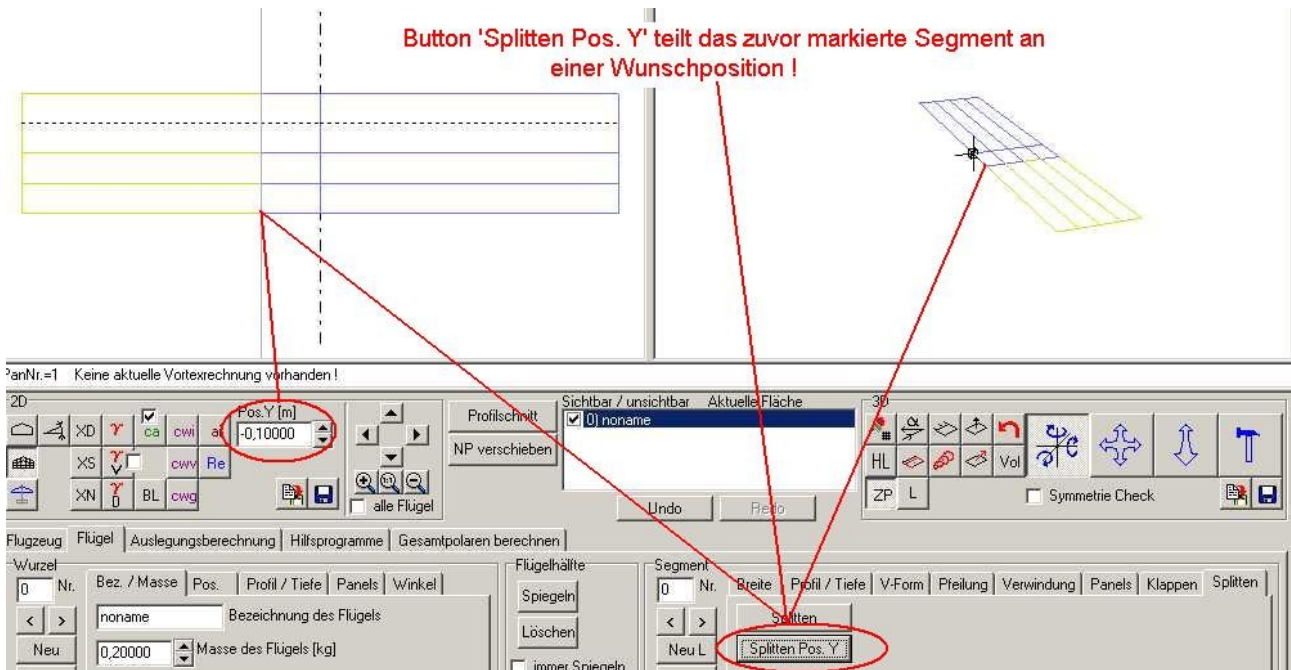 Button 'Splitten Pos. Y' teilt das zuvor markierte Segment an
einer Wunschposition !
PanNr.=1 Keine aktuelle Vortexrechnung vorhanden !
2D
XD γ ca cwi
Pos.Y [m]
-0,10000
XS γ V cwv Re
XN γ D BL cwg
alle Flügel
Profilschnitt
NP verschieben
Sichtbar / unsichtbar Aktuelle Fläche
0) noname
Undo Redo
3D
α
HL Vol
ZP L
Symmetrie Check
Flugzeug Flügel Auslegungsberechnung Hilfsprogramme Gesamtpolaren berechnen
Wurzel
0 Nr.
< >
Neu
Bez. / Masse Pos. Profil / Tiefe Panels Winkel
noname Bezeichnung des Flügels
0,20000 Masse des Flügels [kg]
Flügelhälfte
Spiegeln
Löschen
immer Spiegeln
Segment
0 Nr.
< >
Neu L
Breite Profil / Tiefe V-Form Pfeilung Verwindung Panels Klappen Splitten
Splitten
Splitten Pos. Y